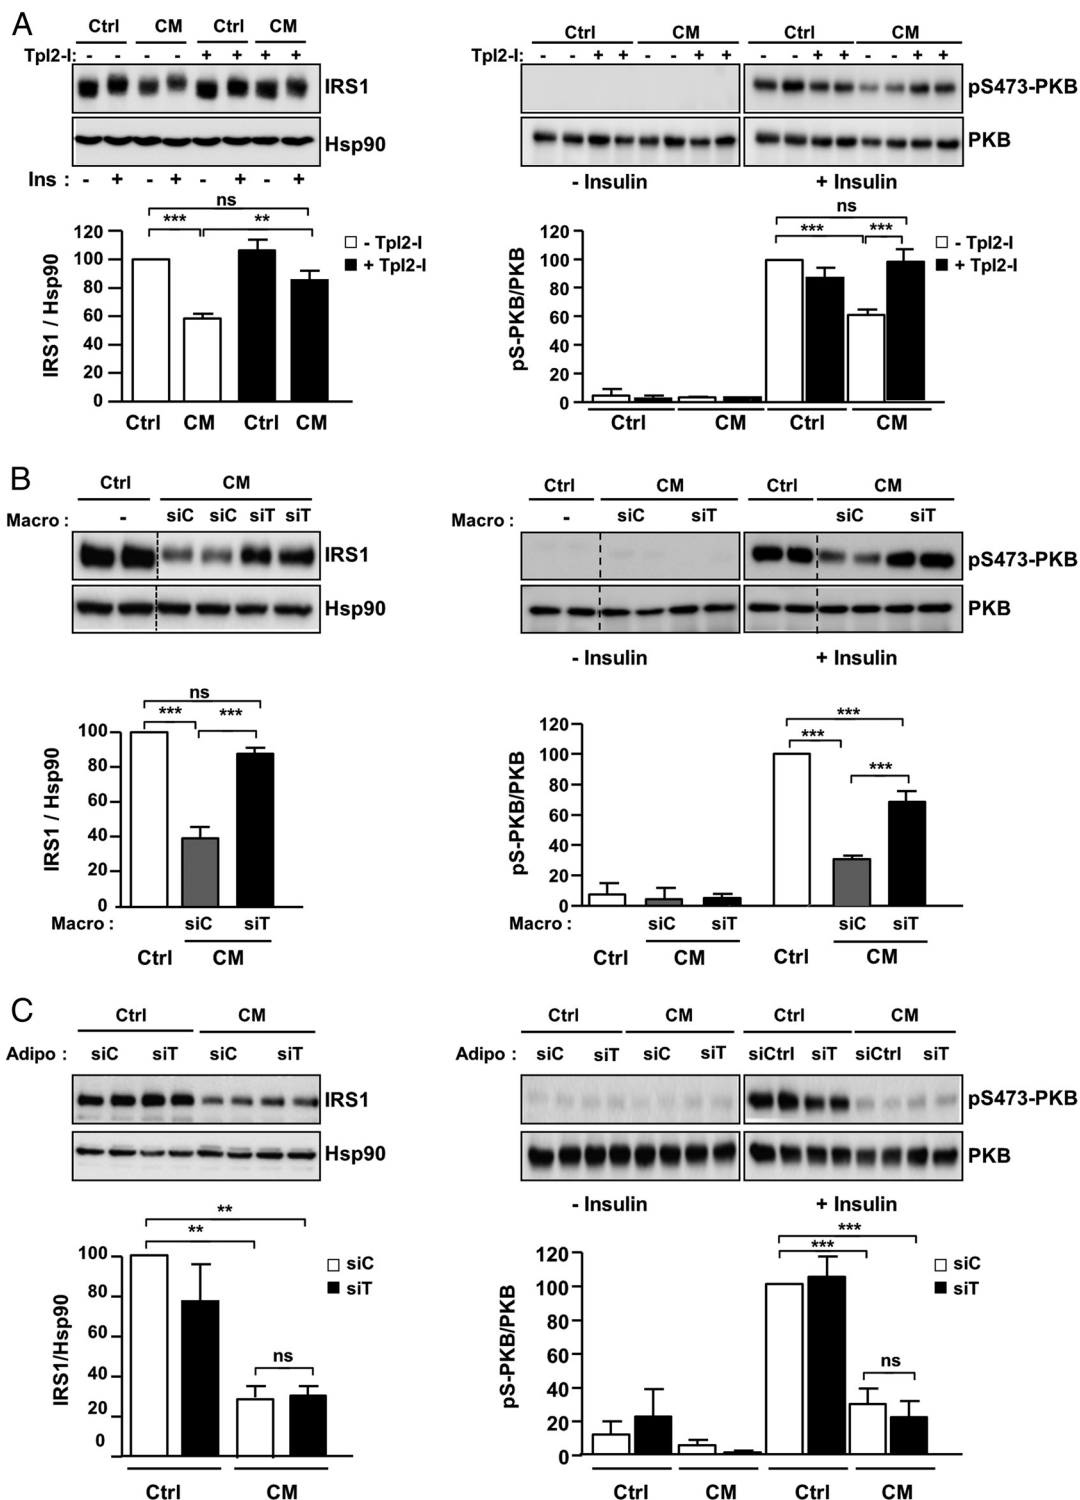 A
Ctrl CM Ctrl CM
Tpl2-I: - - - - + + + +
IRS1
Hsp90
Ins : - + - + - + - +
ns
*** **
120
100
80
60
40
20
0
IRS1 / Hsp90
- Tpl2-I
+ Tpl2-I
Ctrl CM Ctrl CM
Ctrl CM Ctrl CM
Tpl2-I: - - + + - - + + - - + + - - + +
pS473-PKB
PKB
- Insulin + Insulin
ns
*** ***
120
100
80
60
40
20
0
pS-PKB/PKB
- Tpl2-I
+ Tpl2-I
Ctrl CM Ctrl CM
B
Ctrl CM
Macro : - siC siC siT siT
IRS1
Hsp90
ns
*** ***
100
80
60
40
20
0
IRS1 / Hsp90
Macro : siC siT
Ctrl CM
Ctrl CM Ctrl CM
Macro : - siC siT siC siT
pS473-PKB
PKB
- Insulin + Insulin
***
***
***
120
100
80
60
40
20
0
pS-PKB/PKB
Macro : siC siT siC siT
Ctrl CM Ctrl CM
C
Ctrl CM
Adipo : siC siT siC siT
IRS1
Hsp90
**
**
ns
100
80
60
40
20
0
IRS1/Hsp90
siC
siT
Ctrl CM
Ctrl CM Ctrl CM
Adipo : siC siT siC siT siCtrl siT siCtrl siT
pS473-PKB
PKB
- Insulin + Insulin
***
***
ns
120
100
80
60
40
20
0
pS-PKB/PKB
siC
siT
Ctrl CM Ctrl CM